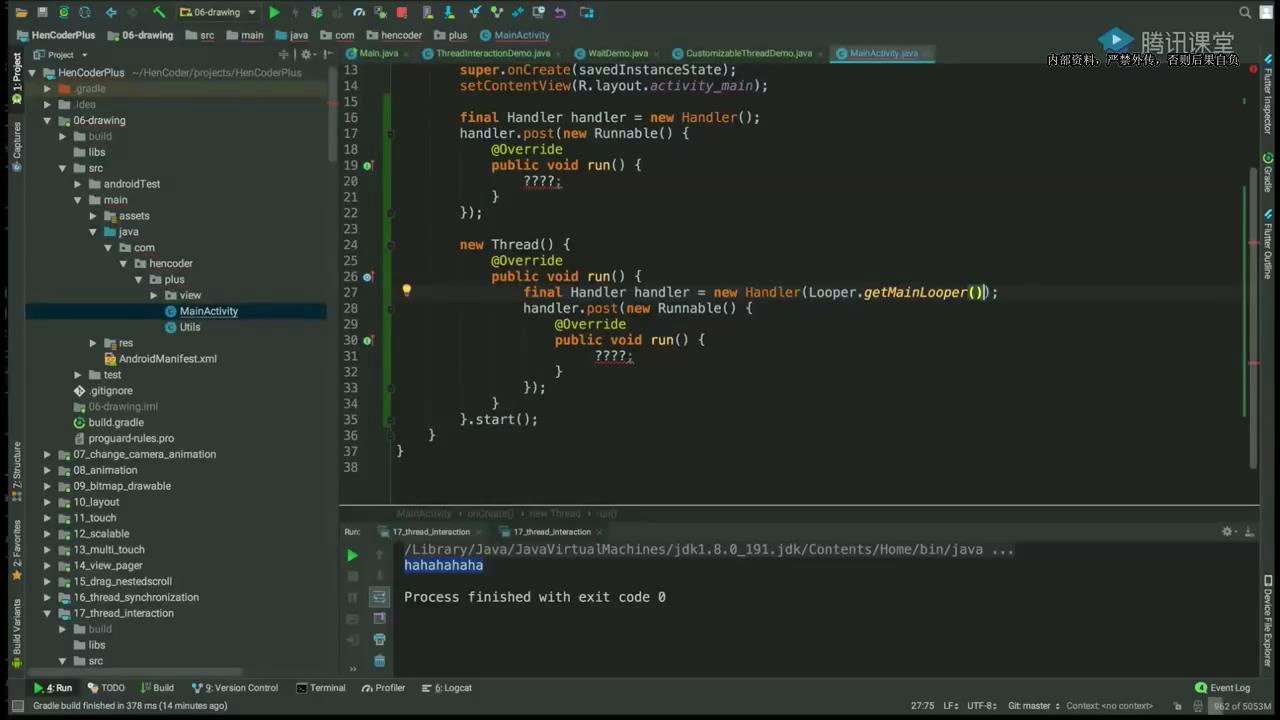 06-drawing
HenCoderPlus 06-drawing src main java com hencoder plus MainActivity
腾讯课堂
内部资料，严禁外传，否则后果自负
Project
Main.java ThreadInteractionDemo.java WaitDemo.java CustomizableThreadDemo.java MainActivity.java
1: Project
Captures
7: Structure
2: Favorites
Build Variants
HenCoderPlus ~/HenCoder/projects/HenCoderPlus
.gradle
.idea
06-drawing
build
libs
src
androidTest
main
assets
java
com
hencoder
plus
view
MainActivity
Utils
res
AndroidManifest.xml
test
.gitignore
06-drawing.iml
build.gradle
proguard-rules.pro
07_change_camera_animation
08_animation
09_bitmap_drawable
10_layout
11_touch
12_scalable
13_multi_touch
14_view_pager
15_drag_nestedscroll
16_thread_synchronization
17_thread_interaction
build
libs
src
13 super.onCreate(savedInstanceState);
14 setContentView(R.layout.activity_main);
15
16 final Handler handler = new Handler();
17 handler.post(new Runnable() {
18 @Override
19 public void run() {
20 ????;
21 }
22 });
23
24 new Thread() {
25 @Override
26 public void run() {
27 final Handler handler = new Handler(Looper.getMainLooper());
28 handler.post(new Runnable() {
29 @Override
30 public void run() {
31 ????;
32 }
33 });
34 }
35 }.start();
36 }
37 }
38
MainActivity onCreate() new Thread run()
Flutter Inspector
Gradle
Flutter Outline
Device File Explorer
Run: 17_thread_interaction 17_thread_interaction
/Library/Java/JavaVirtualMachines/jdk1.8.0_191.jdk/Contents/Home/bin/java ...
hahahahaha
Process finished with exit code 0
4: Run TODO Build 9: Version Control Terminal Profiler 6: Logcat 4 Event Log
Gradle build finished in 378 ms (14 minutes ago) 27:75 LF UTF-8 Git: master Context: <no context> 962 of 5053M